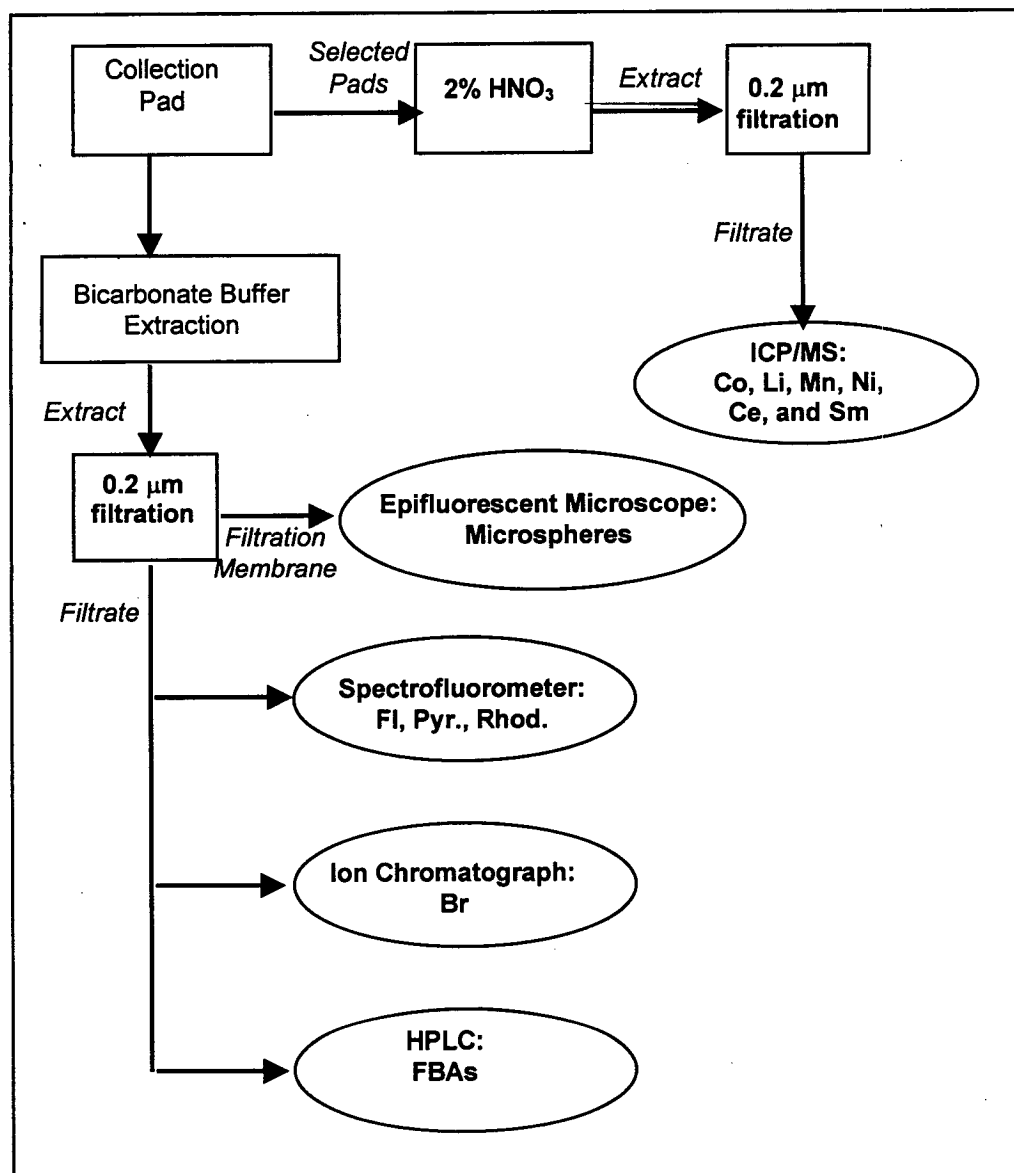 Collection
Pad
Selected
Pads
2% HNO₃
Extract
0.2 µm
filtration
Filtrate
ICP/MS:
Co, Li, Mn, Ni,
Ce, and Sm
Bicarbonate Buffer
Extraction
Extract
0.2 µm
filtration
Filtration
Membrane
Epifluorescent Microscope:
Microspheres
Filtrate
Spectrofluorometer:
Fl, Pyr., Rhod.
Ion Chromatograph:
Br
HPLC:
FBAs